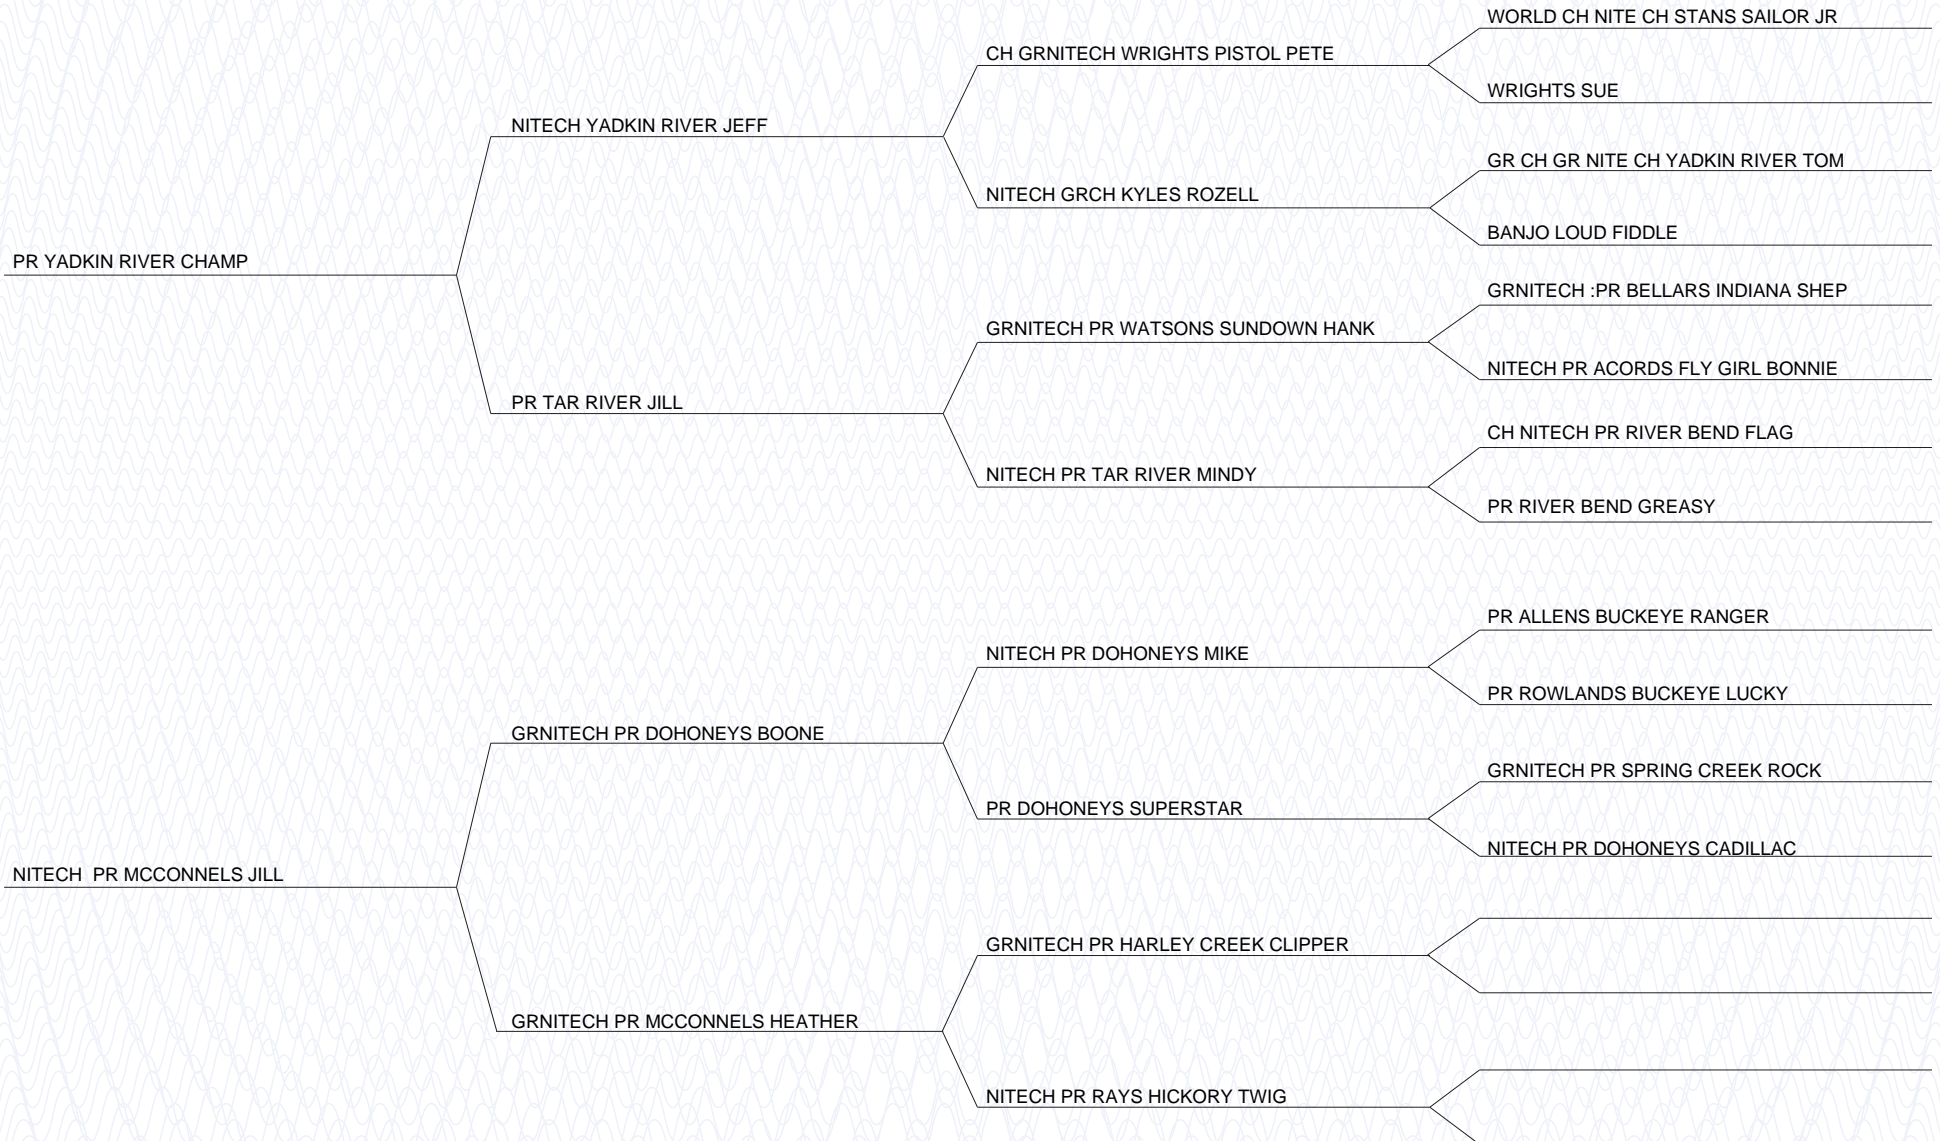 WORLD CH NITE CH STANS SAILOR JR
CH GRNITECH WRIGHTS PISTOL PETE
WRIGHTS SUE
NITECH YADKIN RIVER JEFF
GR CH GR NITE CH YADKIN RIVER TOM
NITECH GRCH KYLES ROZELL
BANJO LOUD FIDDLE
PR YADKIN RIVER CHAMP
GRNITECH :PR BELLARS INDIANA SHEP
GRNITECH PR WATSONS SUNDOWN HANK
NITECH PR ACORDS FLY GIRL BONNIE
PR TAR RIVER JILL
CH NITECH PR RIVER BEND FLAG
NITECH PR TAR RIVER MINDY
PR RIVER BEND GREASY
PR ALLENS BUCKEYE RANGER
NITECH PR DOHONEYS MIKE
PR ROWLANDS BUCKEYE LUCKY
GRNITECH PR DOHONEYS BOONE
GRNITECH PR SPRING CREEK ROCK
PR DOHONEYS SUPERSTAR
NITECH PR DOHONEYS CADILLAC
NITECH  PR MCCONNELS JILL
GRNITECH PR HARLEY CREEK CLIPPER
GRNITECH PR MCCONNELS HEATHER
NITECH PR RAYS HICKORY TWIG